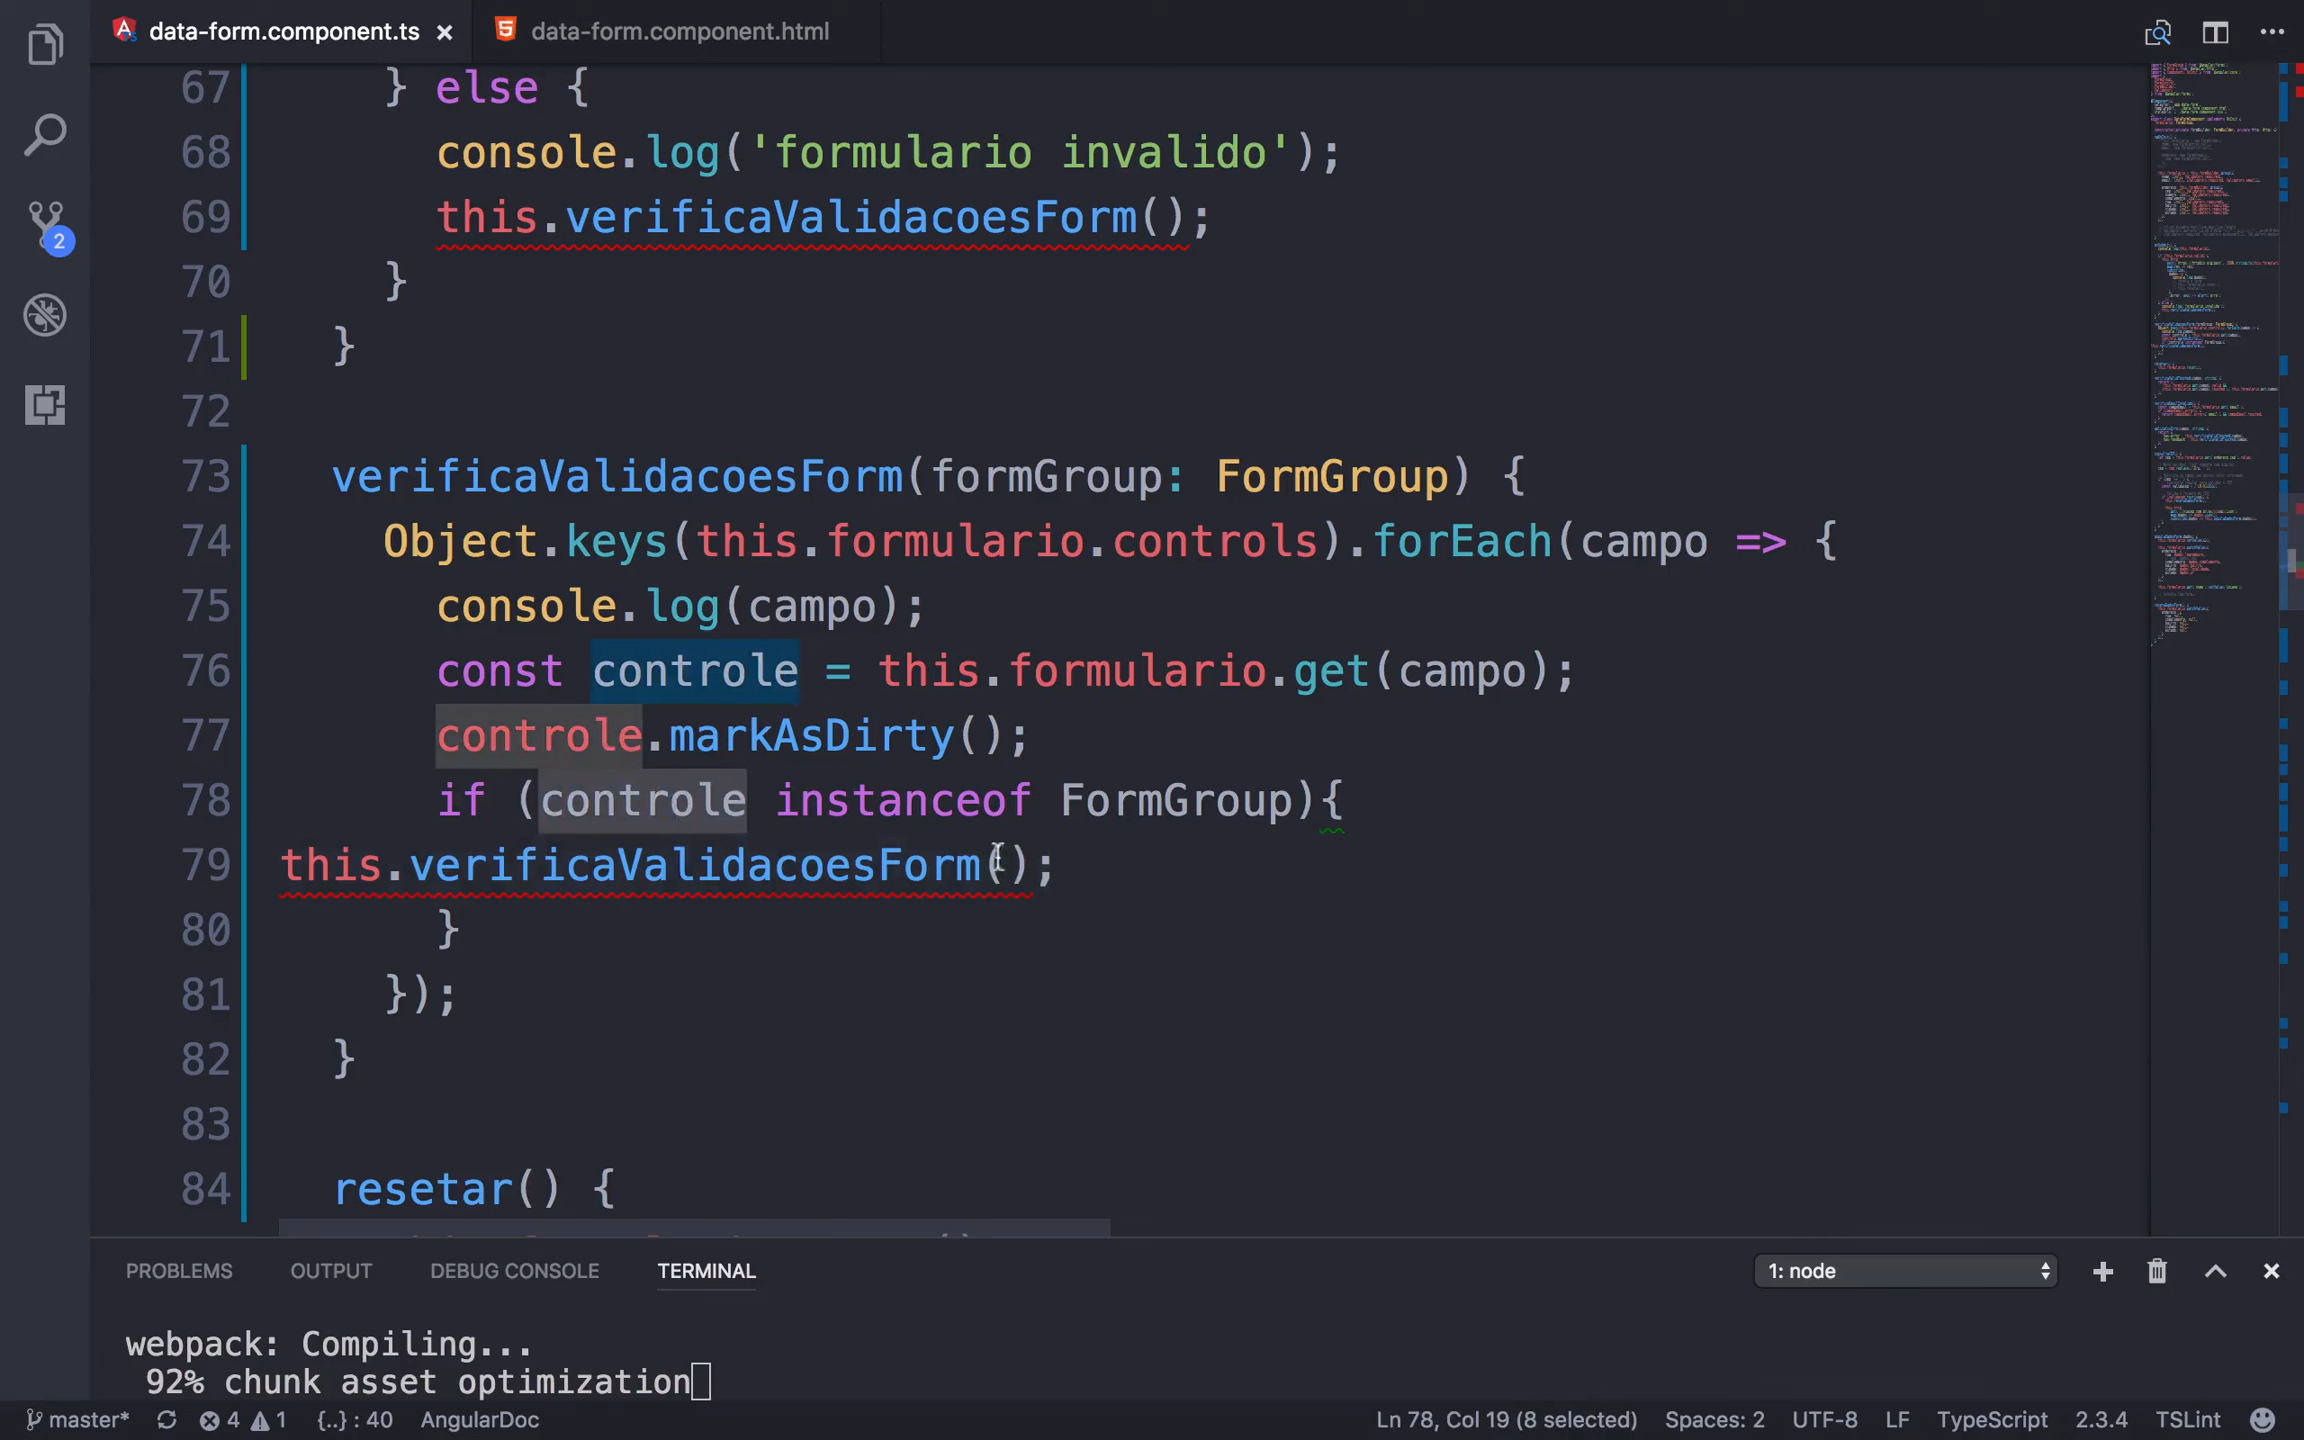 data-form.component.ts
data-form.component.html
67 } else {
68 console.log('formulario invalido');
69 this.verificaValidacoesForm();
70 }
71 }
72
73 verificaValidacoesForm(formGroup: FormGroup) {
74 Object.keys(this.formulario.controls).forEach(campo => {
75 console.log(campo);
76 const controle = this.formulario.get(campo);
77 controle.markAsDirty();
78 if (controle instanceof FormGroup){
79 this.verificaValidacoesForm();
80 }
81 });
82 }
83
84 resetar() {
2
PROBLEMS OUTPUT DEBUG CONSOLE TERMINAL 1: node
webpack: Compiling...
92% chunk asset optimization
master* 4 1 {..} : 40 AngularDoc Ln 78, Col 19 (8 selected) Spaces: 2 UTF-8 LF TypeScript 2.3.4 TSLint